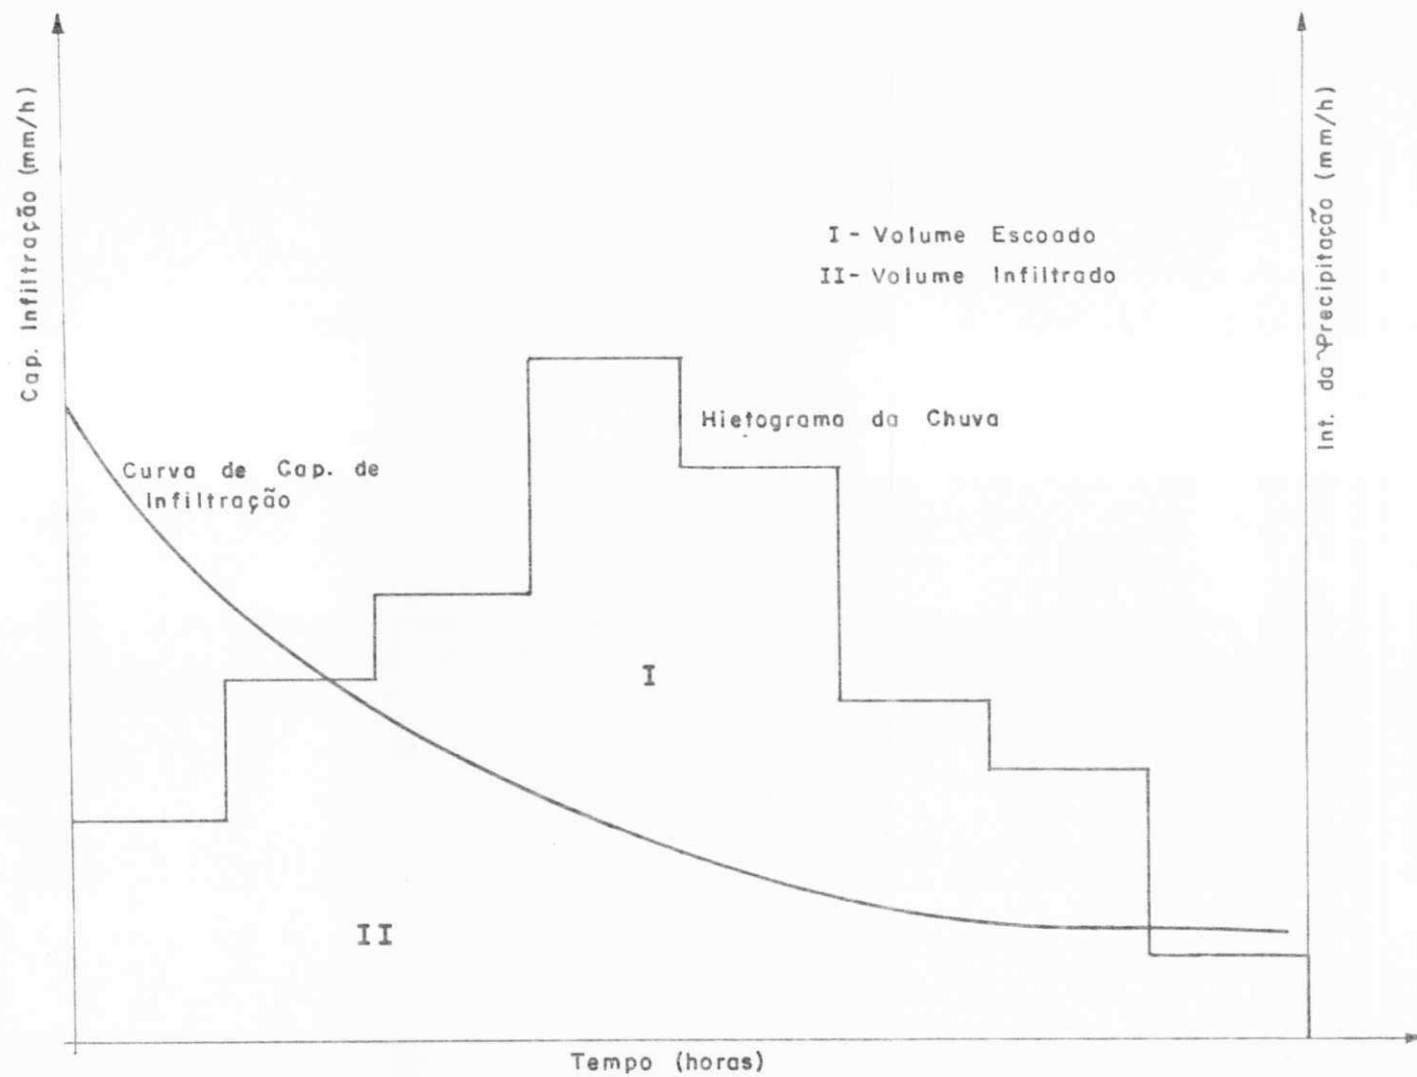 Cap. Infiltração (mm/h)
Int. da Precipitação (mm/h)
I - Volume Escoado
II - Volume Infiltrado
Hietograma da Chuva
Curva de Cap. de
Infiltração
I
II
Tempo (horas)